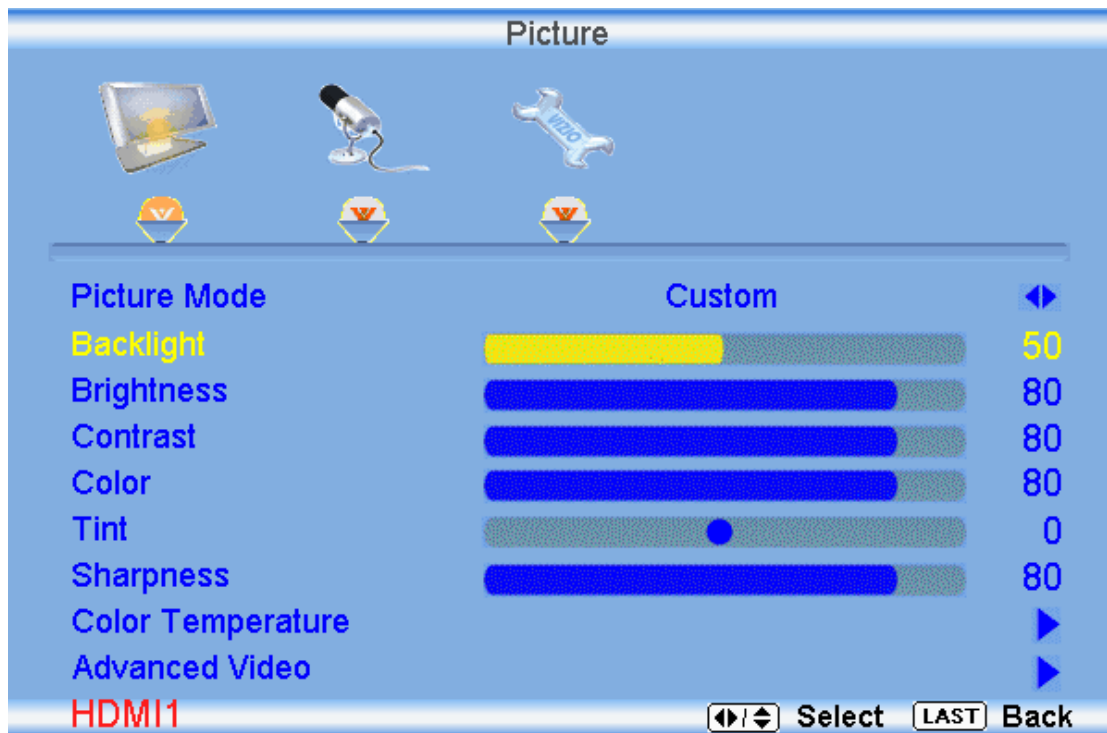 Picture
VIZIO
Picture Mode Custom
Backlight 50
Brightness 80
Contrast 80
Color 80
Tint 0
Sharpness 80
Color Temperature
Advanced Video
HDMI1 / Select LAST Back